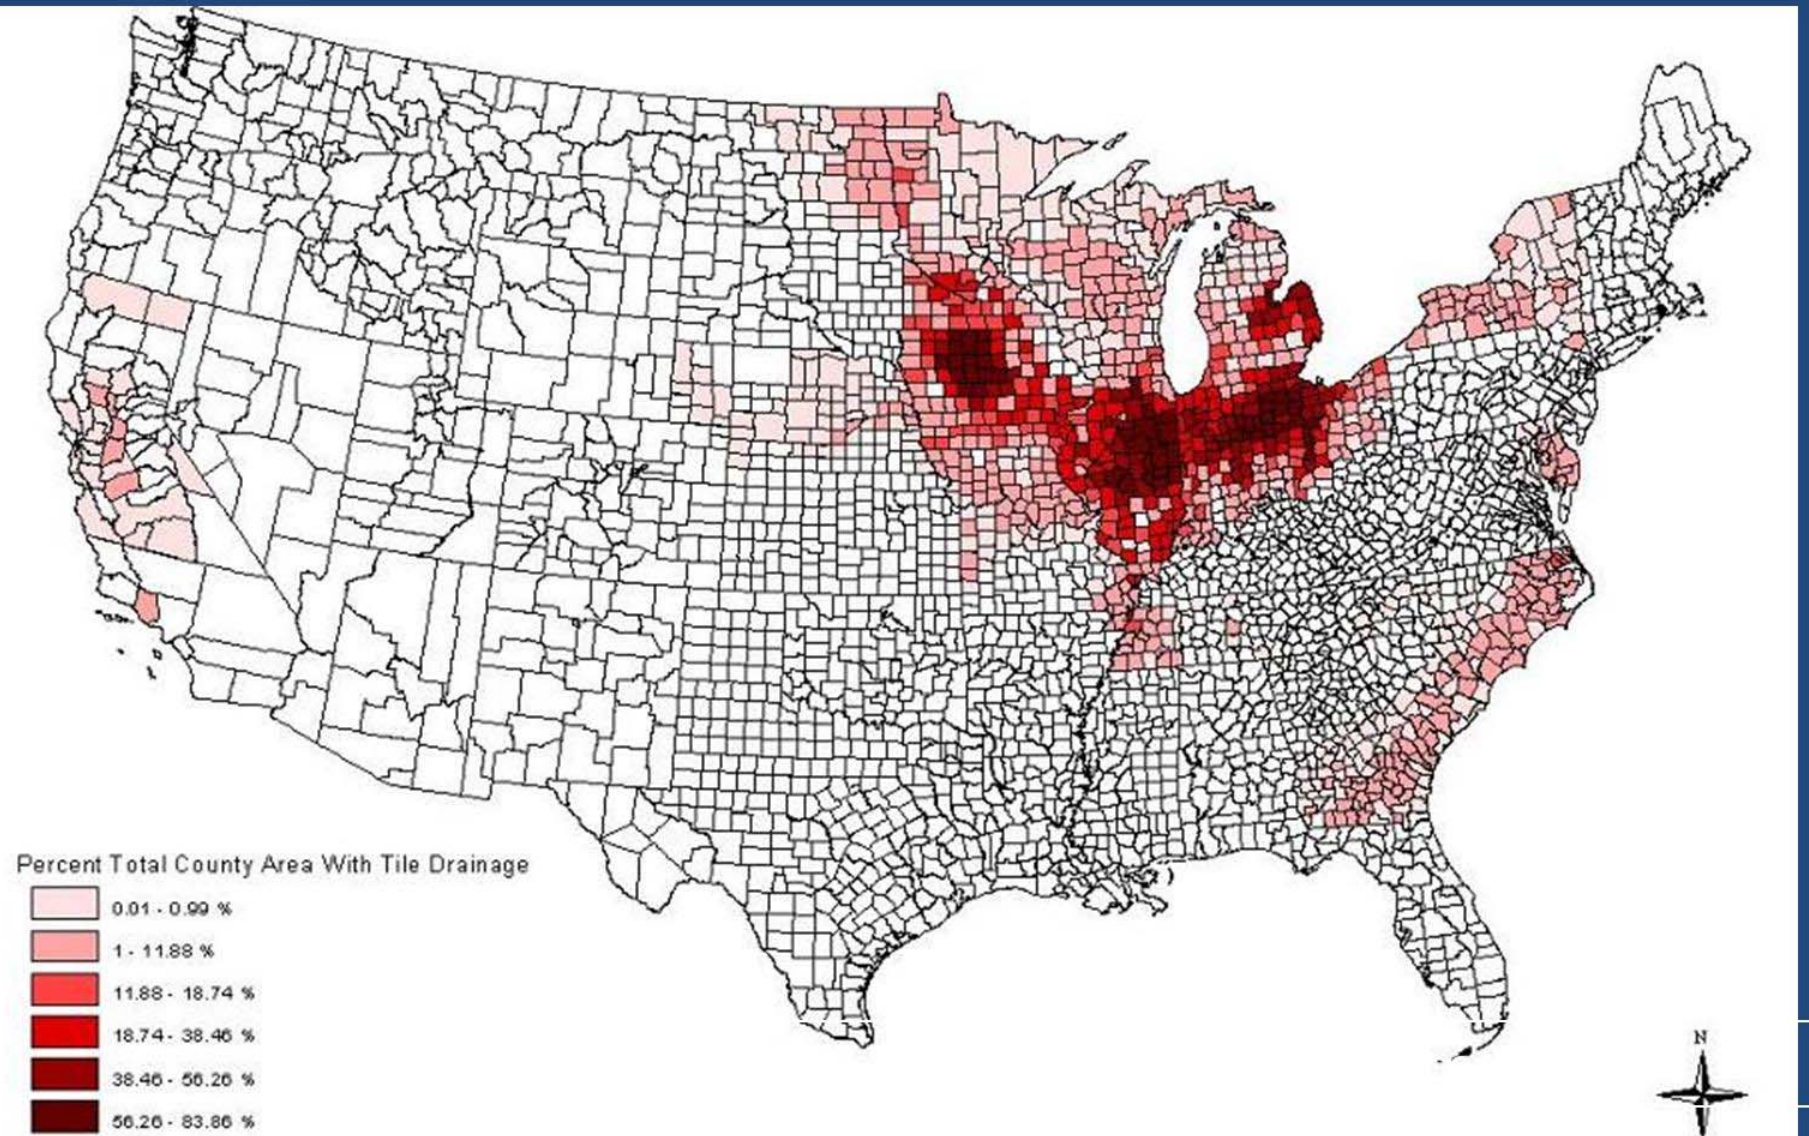 Percent Total County Area With Tile Drainage
0.01 - 0.99 %
1 - 11.88 %
11.88 - 18.74 %
18.74 - 38.46 %
38.46 - 56.26 %
56.26 - 83.86 %
N